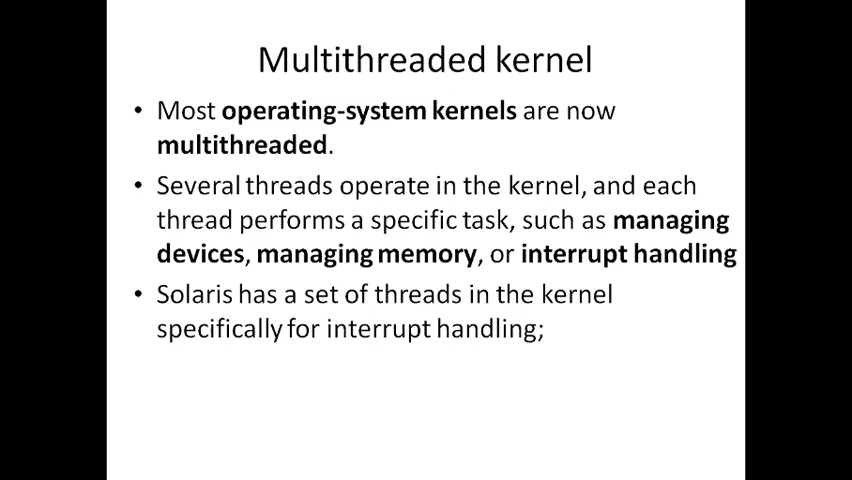 Multithreaded kernel
• Most operating-system kernels are now
multithreaded.
• Several threads operate in the kernel, and each
thread performs a specific task, such as managing
devices, managing memory, or interrupt handling
• Solaris has a set of threads in the kernel
specifically for interrupt handling;